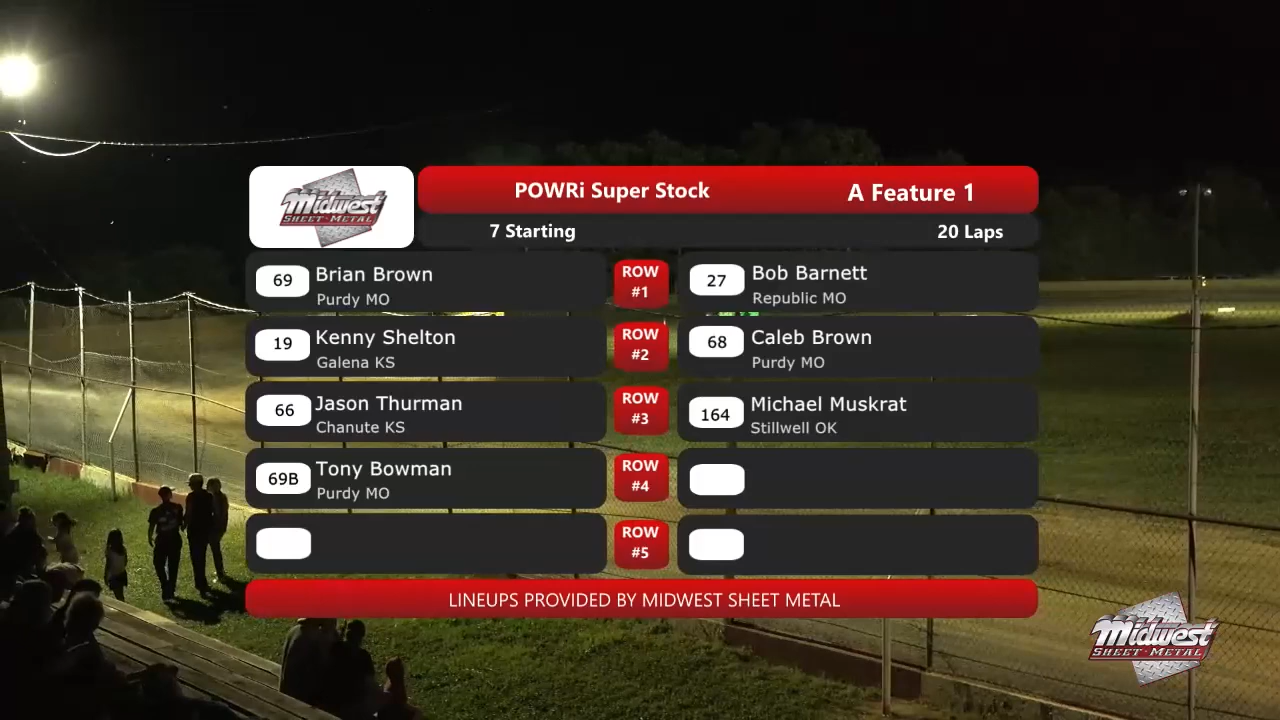 Midwest
SHEET-METAL
POWRi Super Stock
A Feature 1
7 Starting
20 Laps
69
Brian Brown
Purdy MO
ROW
#1
27
Bob Barnett
Republic MO
19
Kenny Shelton
Galena KS
ROW
#2
68
Caleb Brown
Purdy MO
66
Jason Thurman
Chanute KS
ROW
#3
164
Michael Muskrat
Stillwell OK
69B
Tony Bowman
Purdy MO
ROW
#4
ROW
#5
LINEUPS PROVIDED BY MIDWEST SHEET METAL
Midwest
SHEET-METAL